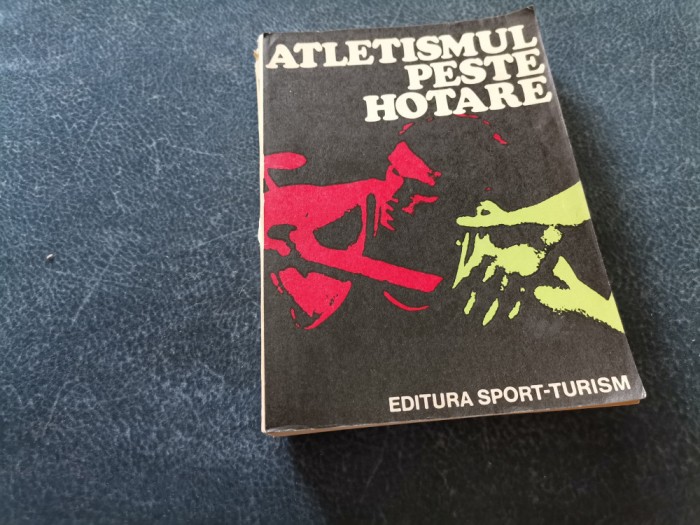 ATLETISMUL
PESTE
HOTARE
EDITURA SPORT-TURISM